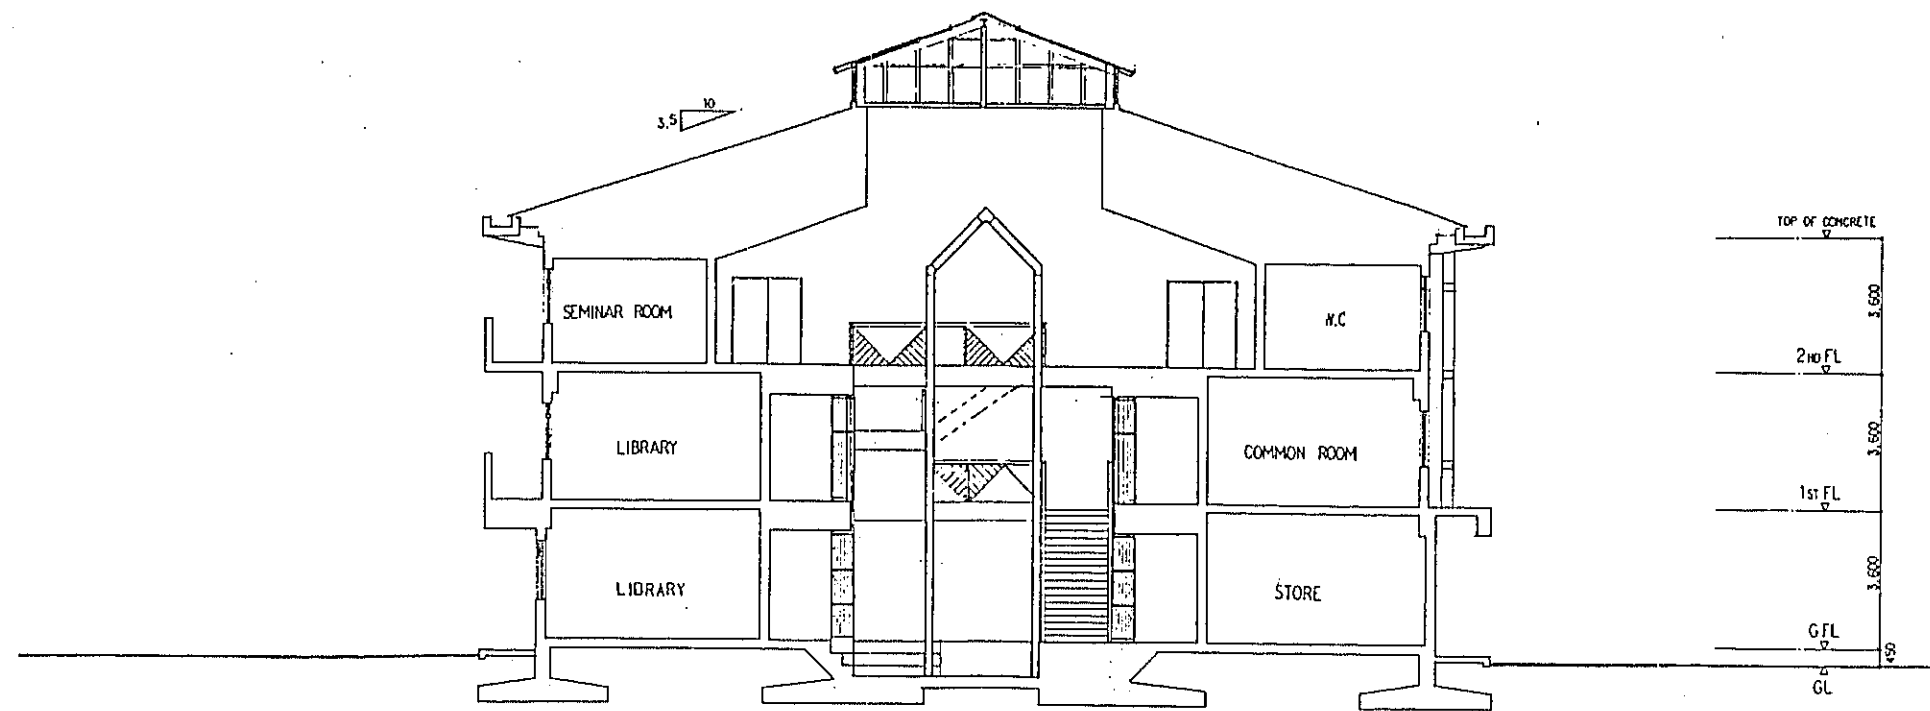 10
3.5
TOP OF CONCRETE
3,600
SEMINAR ROOM
W.C
2ND FL
LIBRARY
COMMON ROOM
3,600
1ST FL
LIBRARY
STORE
3,600
G FL
450
GL